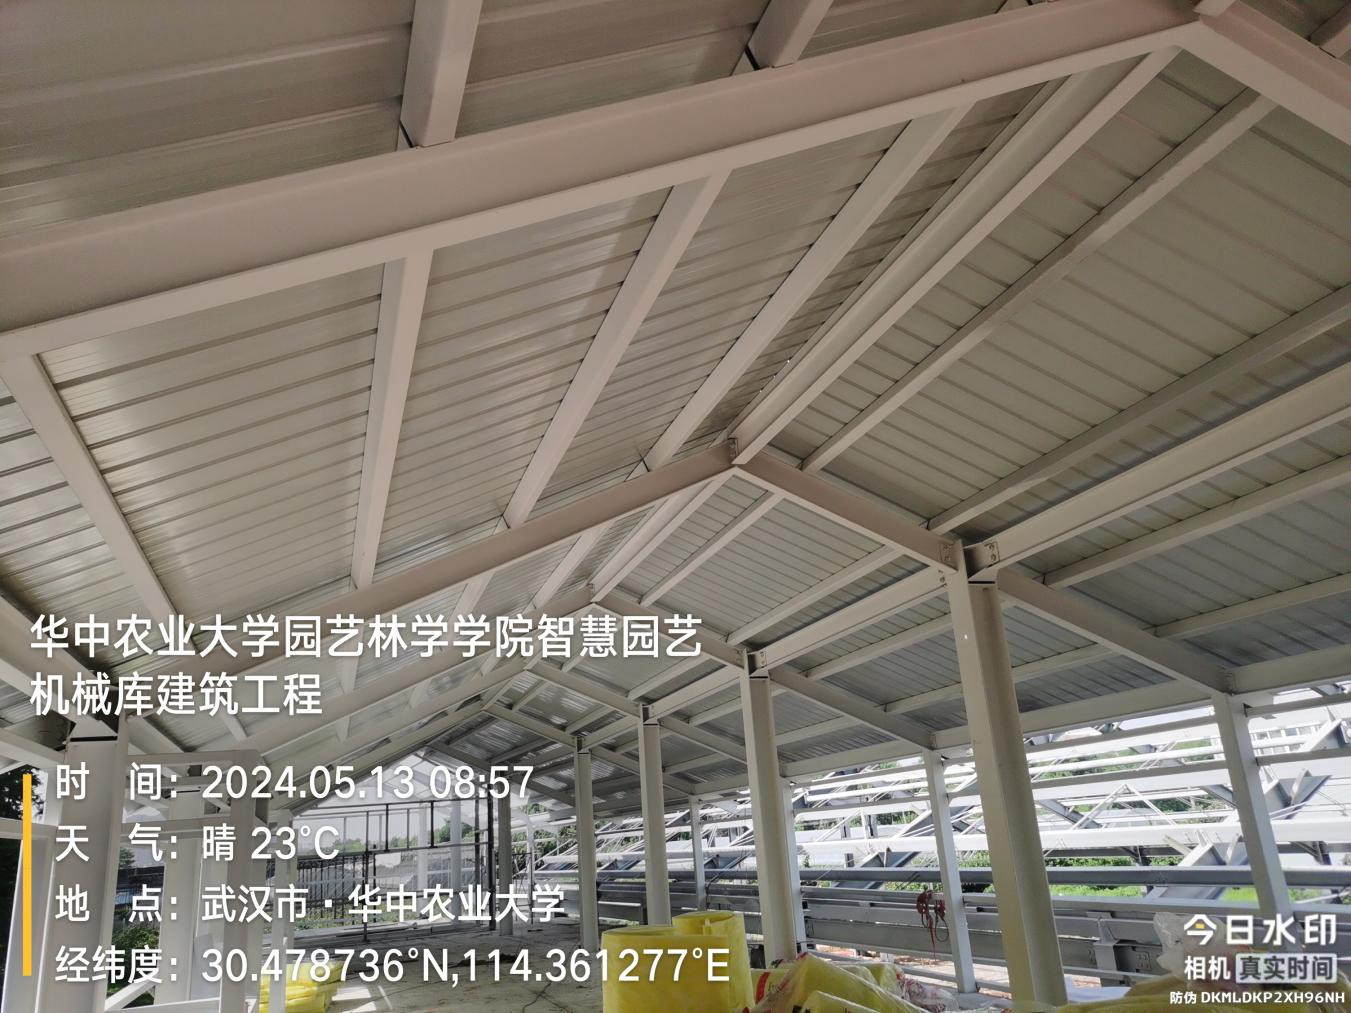 华中农业大学园艺林学学院智慧园艺
机械库建筑工程
时 间：2024.05.13 08:57
天 气：晴 23°C
地 点：武汉市·华中农业大学
经纬度：30.478736°N,114.361277°E
今日水印
相机 真实时间
防伪 DKMLDKP2XH96NH